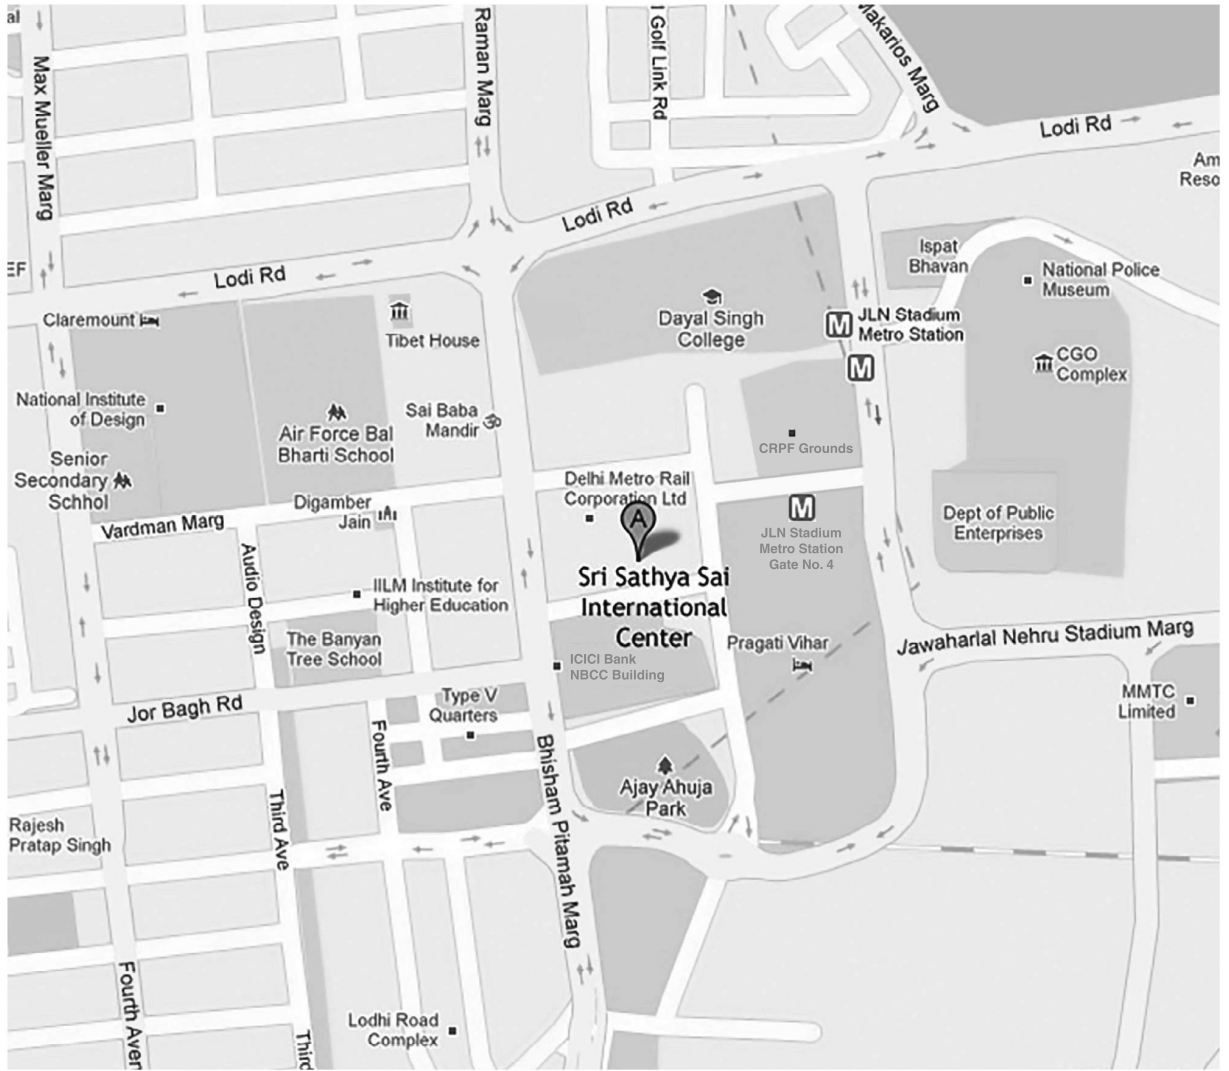 al
Max Mueller Marg
Raman Marg
l Golf Link Rd
Makarios Marg
Lodi Rd
Am
Reso
Lodi Rd
Ispat
Bhavan
EF
Lodi Rd
National Police
Museum
Claremount
Tibet House
Dayal Singh
College
M
JLN Stadium
Metro Station
M
CGO
Complex
National Institute
of Design
Air Force Bal
Bharti School
Sai Baba
Mandir
CRPF Grounds
Senior
Secondary
Schhol
Delhi Metro Rail
Corporation Ltd
Digamber
Jain
Vardman Marg
A
M
JLN Stadium
Metro Station
Gate No. 4
Dept of Public
Enterprises
Audio Design
IILM Institute for
Higher Education
Sri Sathya Sai
International
Center
The Banyan
Tree School
ICICI Bank
NBCC Building
Pragati Vihar
Jawaharlal Nehru Stadium Marg
MMTC
Limited
Jor Bagh Rd
Type V
Quarters
Fourth Ave
Bhisham Pitamah Marg
Ajay Ahuja
Park
Third Ave
Rajesh
Pratap Singh
Fourth Aven
Third
Lodhi Road
Complex